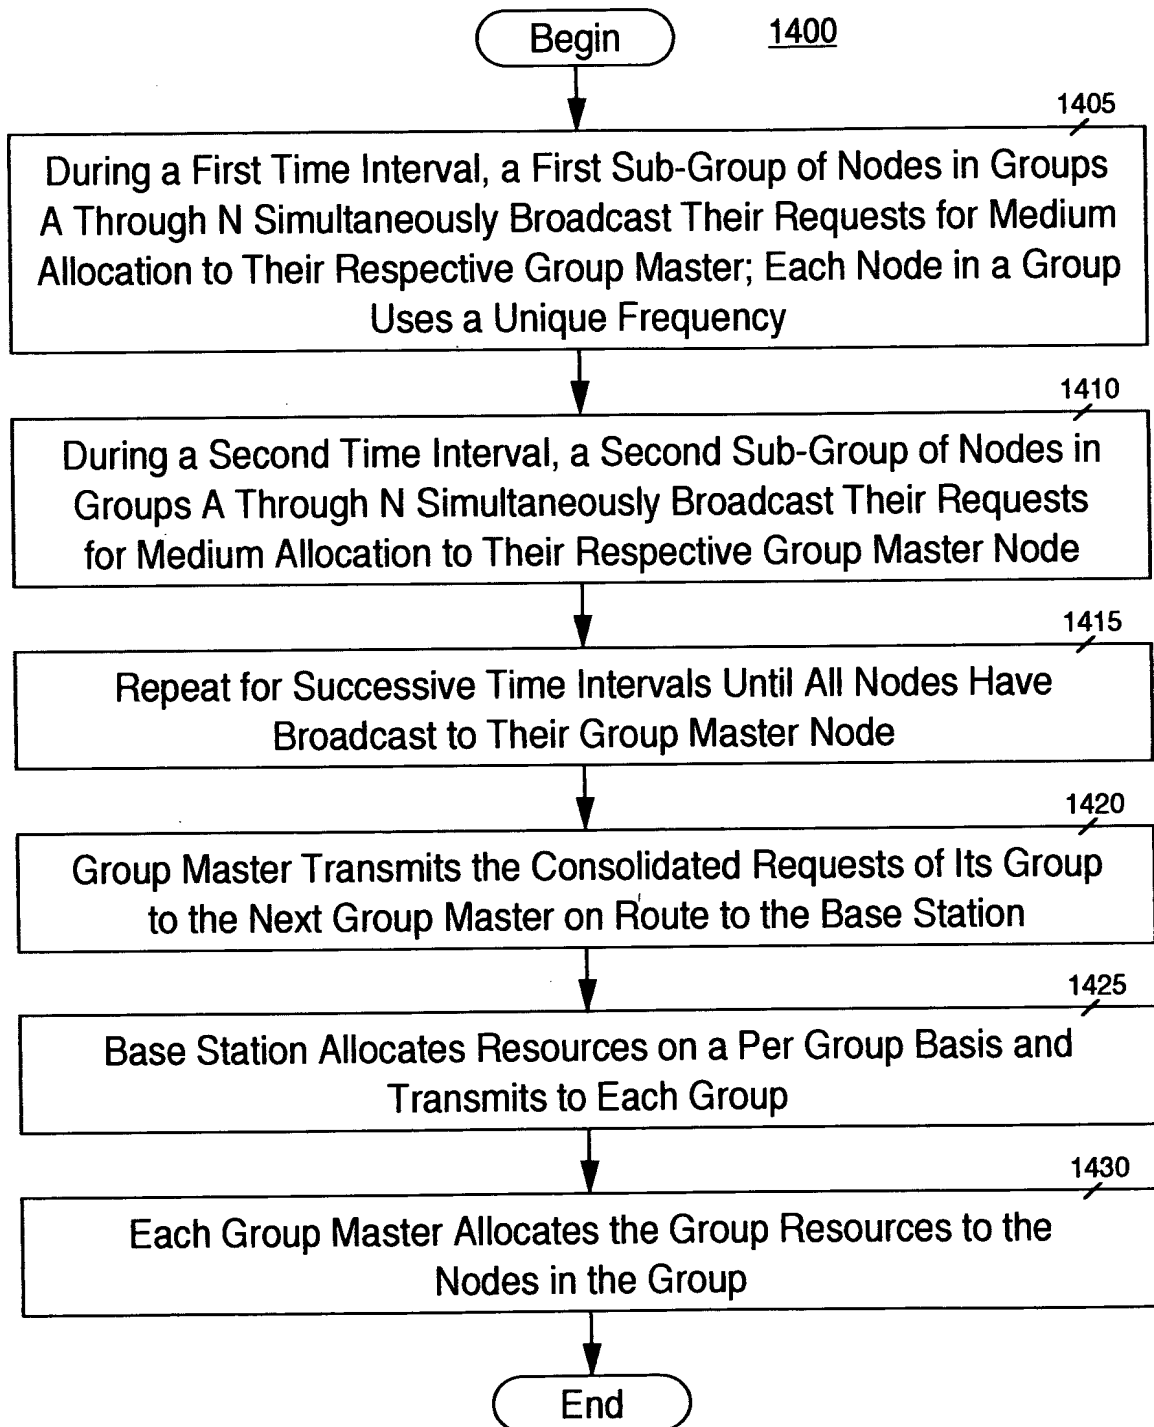 Begin
1400
1405
During a First Time Interval, a First Sub-Group of Nodes in Groups
A Through N Simultaneously Broadcast Their Requests for Medium
Allocation to Their Respective Group Master; Each Node in a Group
Uses a Unique Frequency
1410
During a Second Time Interval, a Second Sub-Group of Nodes in
Groups A Through N Simultaneously Broadcast Their Requests
for Medium Allocation to Their Respective Group Master Node
1415
Repeat for Successive Time Intervals Until All Nodes Have
Broadcast to Their Group Master Node
1420
Group Master Transmits the Consolidated Requests of Its Group
to the Next Group Master on Route to the Base Station
1425
Base Station Allocates Resources on a Per Group Basis and
Transmits to Each Group
1430
Each Group Master Allocates the Group Resources to the
Nodes in the Group
End